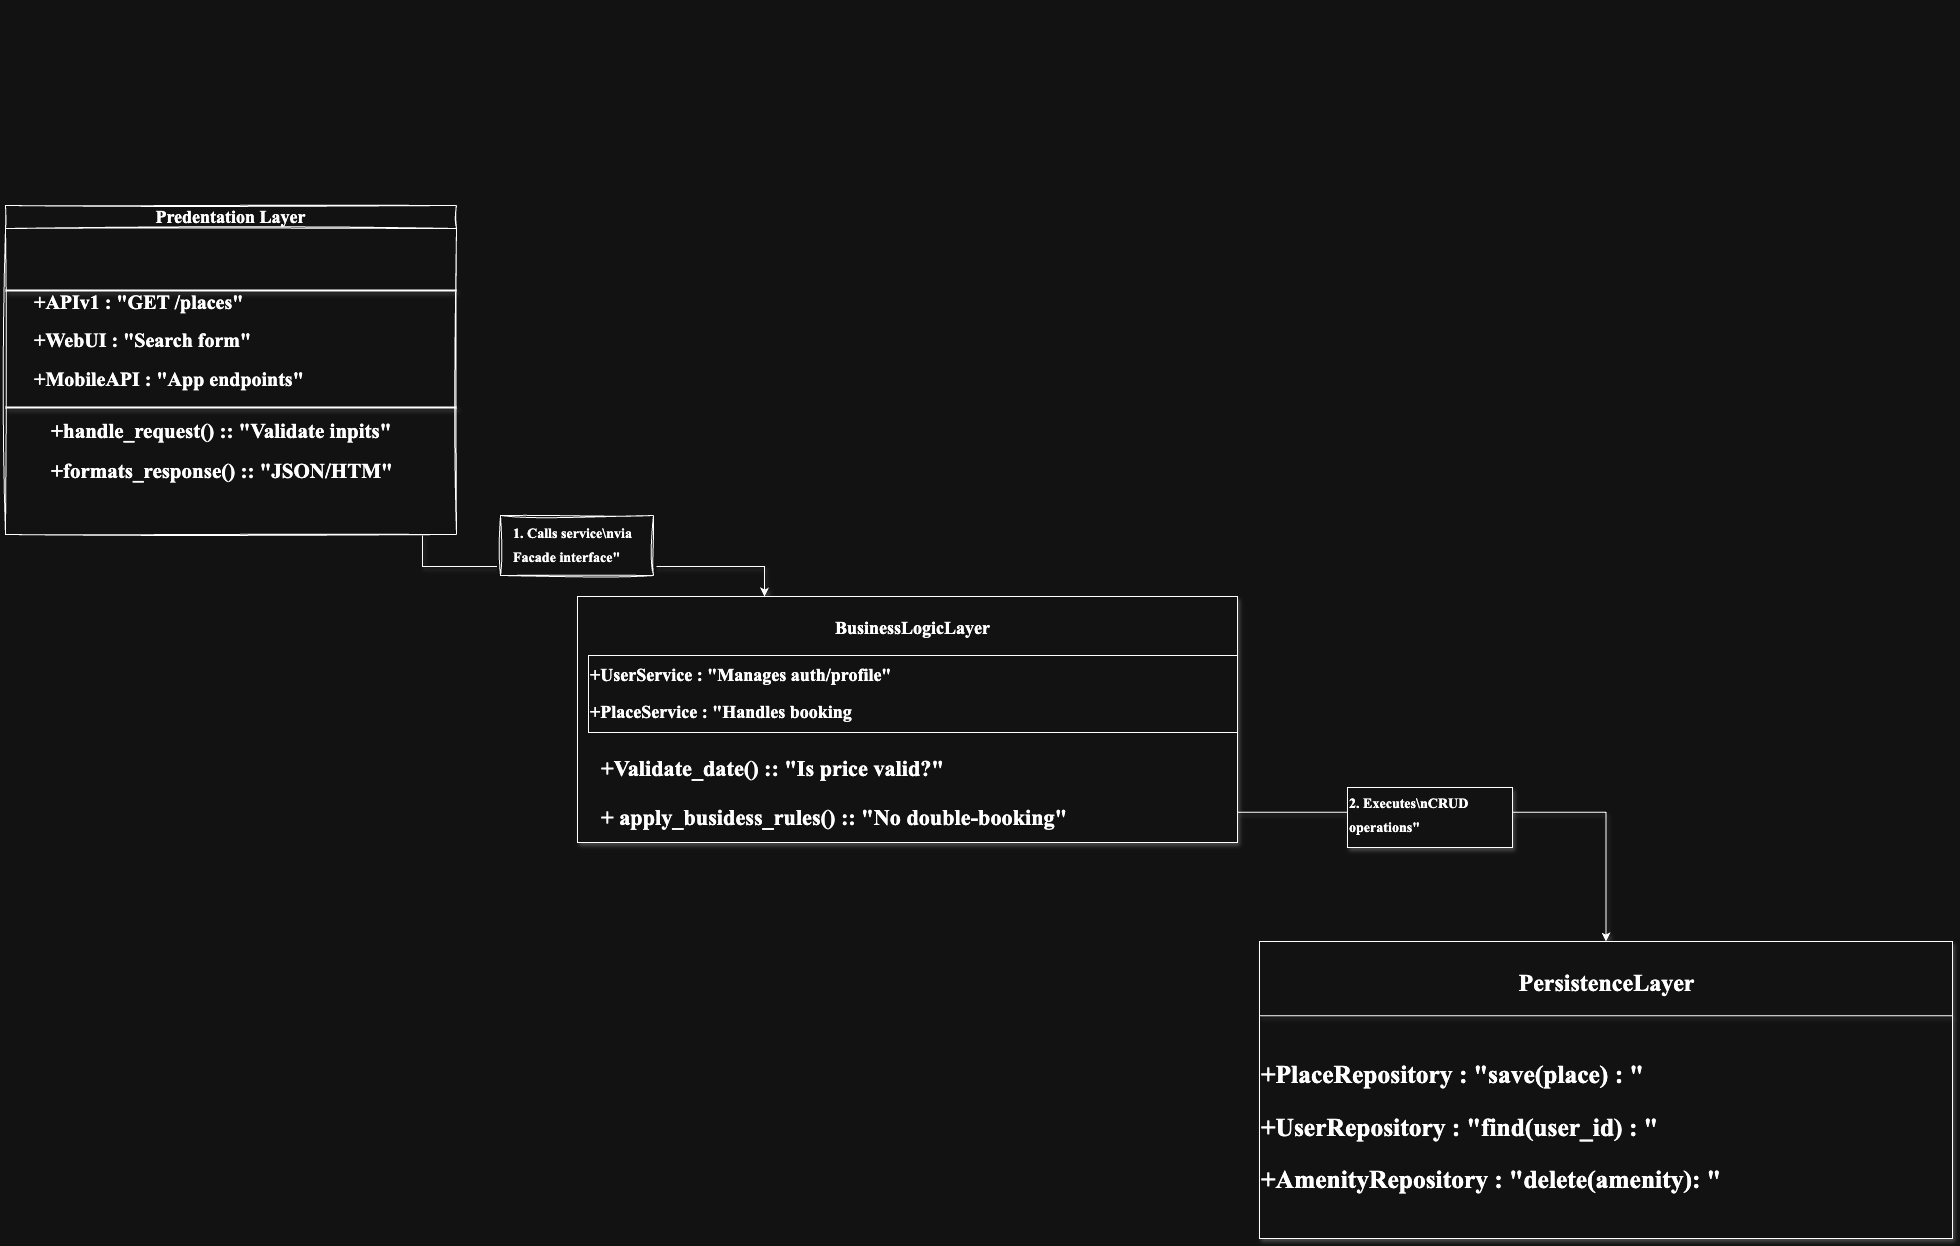 Predentation Layer
+APIv1 : "GET /places"
+WebUI : "Search form"
+MobileAPI : "App endpoints"
+handle_request() :: "Validate inpits"
+formats_response() :: "JSON/HTM"
1. Calls service\nvia
Facade interface"
BusinessLogicLayer
+UserService : "Manages auth/profile"
+PlaceService : "Handles booking
+Validate_date() :: "Is price valid?"
+ apply_busidess_rules() :: "No double-booking"
2. Executes\nCRUD
operations"
PersistenceLayer
+PlaceRepository : "save(place) : "
+UserRepository : "find(user_id) : "
+AmenityRepository : "delete(amenity): "